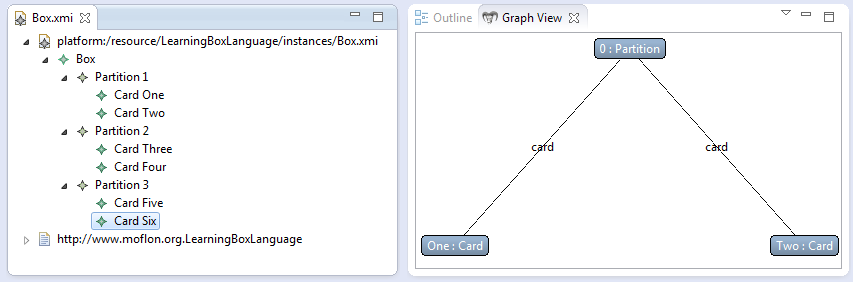 Box.xmi
platform:/resource/LearningBoxLanguage/instances/Box.xmi
Box
Partition 1
Card One
Card Two
Partition 2
Card Three
Card Four
Partition 3
Card Five
Card Six
http://www.moflon.org.LearningBoxLanguage
Outline Graph View
0 : Partition
card card
One : Card Two : Card